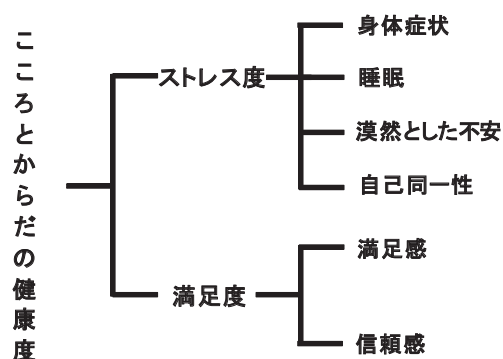 こころとからだの健康度
ストレス度
身体症状
睡眠
漠然とした不安
自己同一性
満足度
満足感
信頼感